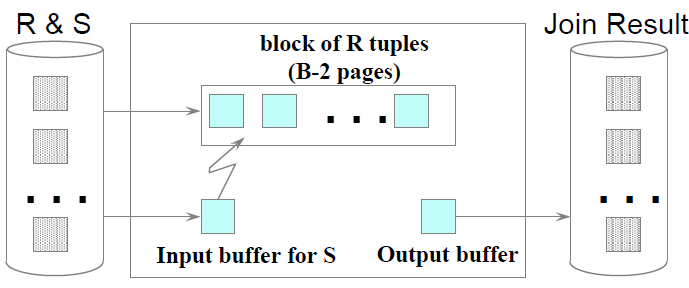 R & S
block of R tuples
(B-2 pages)
Join Result
. . .
. . .
. . .
Input buffer for S
Output buffer